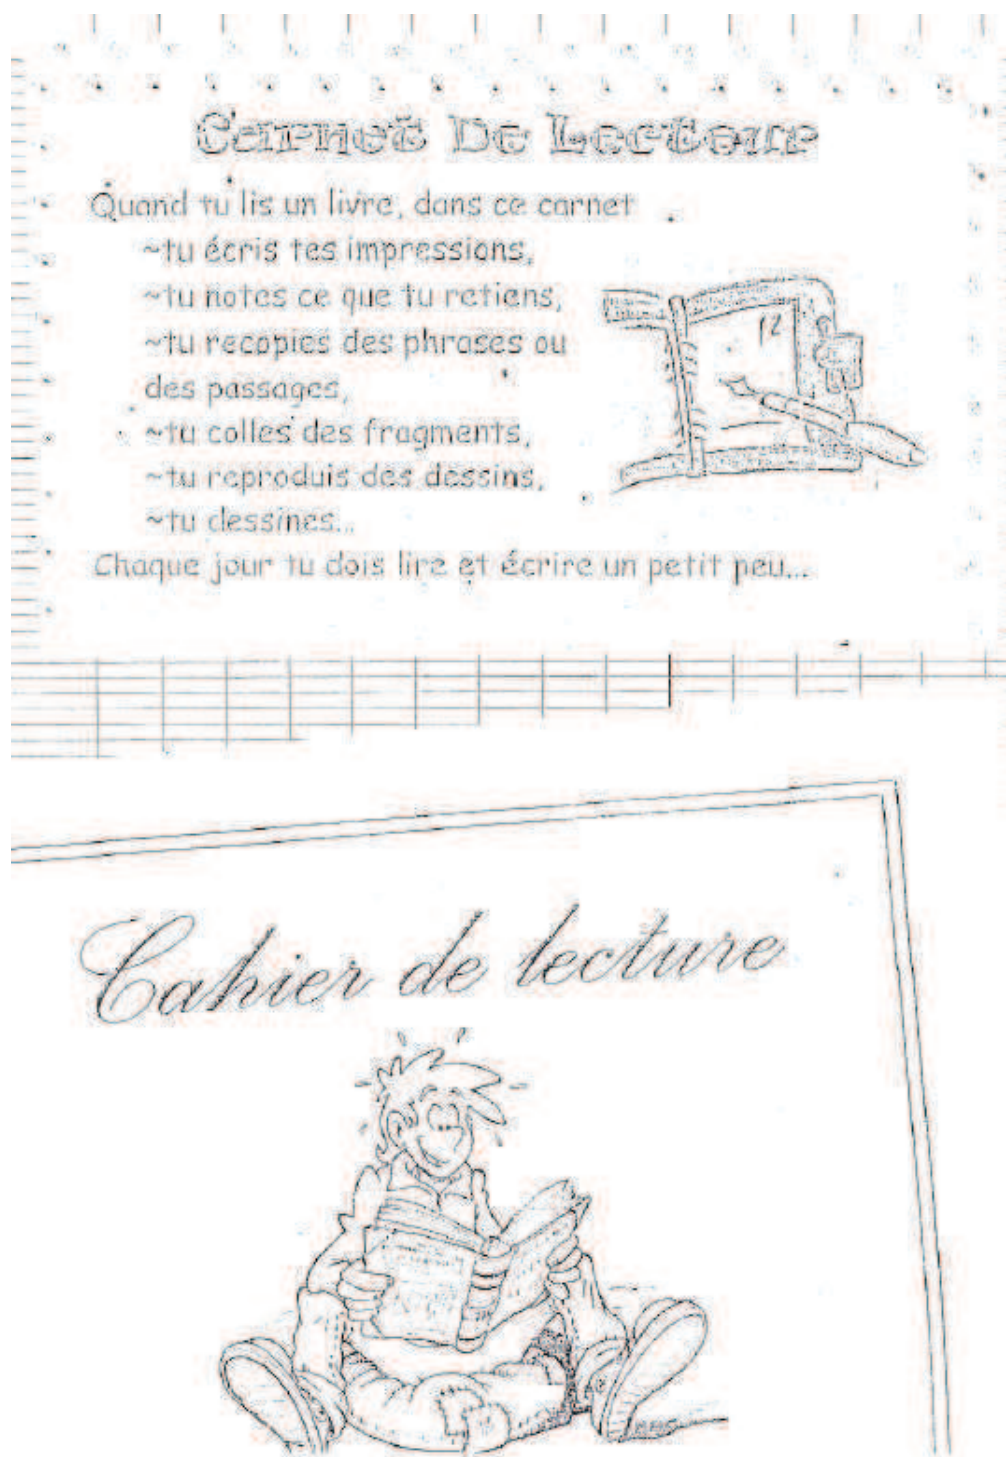 Carnet De Lecteur
Quand tu lis un livre, dans ce carnet
~tu écris tes impressions,
~tu notes ce que tu retiens,
~tu recopies des phrases ou
des passages,
~tu colles des fragments,
~tu reproduis des dessins,
~tu dessines...
Chaque jour tu dois lire et écrire un petit peu...
Cahier de lecture